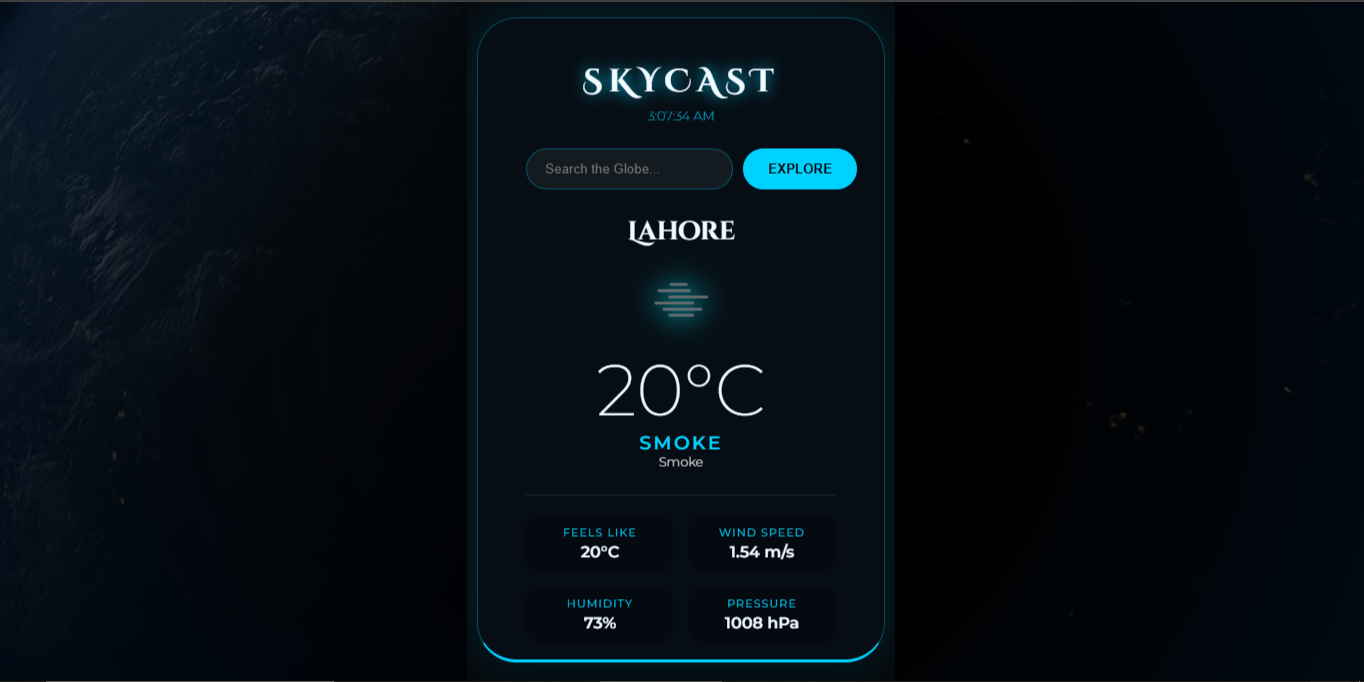 SKYCAST
3:07:34 AM
Search the Globe...
EXPLORE
LAHORE
20°C
SMOKE
Smoke
FEELS LIKE
20°C
WIND SPEED
1.54 m/s
HUMIDITY
73%
PRESSURE
1008 hPa